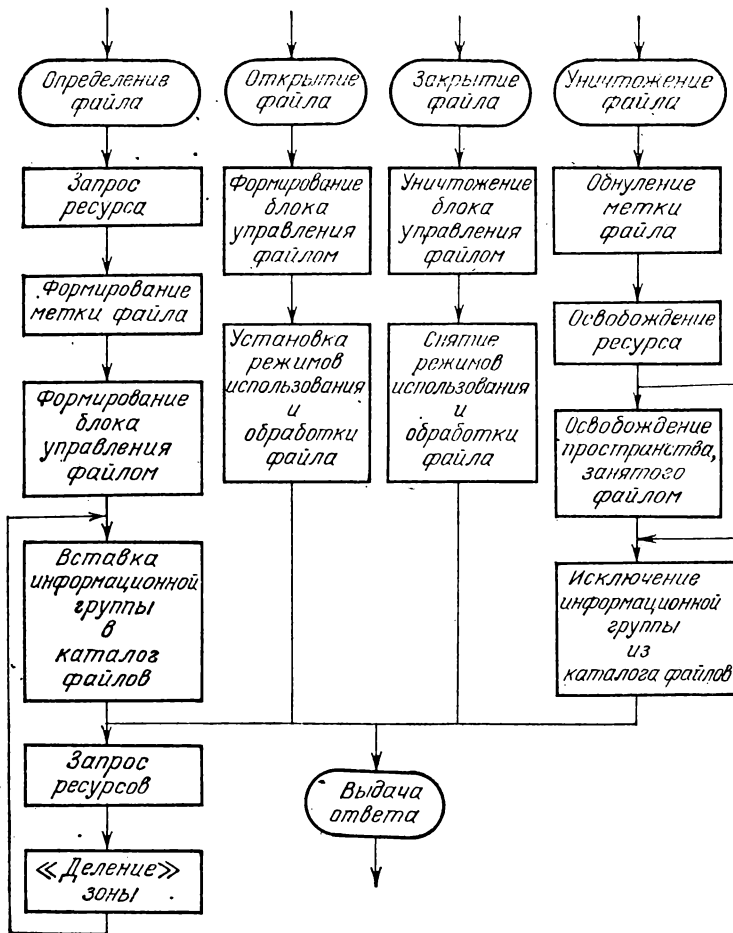 Определение
файла
Открытие
файла
Закрытие
файла
Уничтожение
файла
Запрос
ресурса
Формирование
блока
управления
файлом
Уничтожение
блока
управления
файлом
Обнуление
метки
файла
Формирование
метки файла
Установка
режимов
использования
и
обработки
файла
Снятие
режимов
использования
и
обработки
файла
Освобождение
ресурса
Формирование
блока
управления
файлом
Освобождение
пространства,
занятого
файлом
Вставка
информационной
группы
в
каталог
файлов
Исключение
информационной
группы
из
каталога файлов
Запрос
ресурсов
Выдача
ответа
«Деление»
зоны